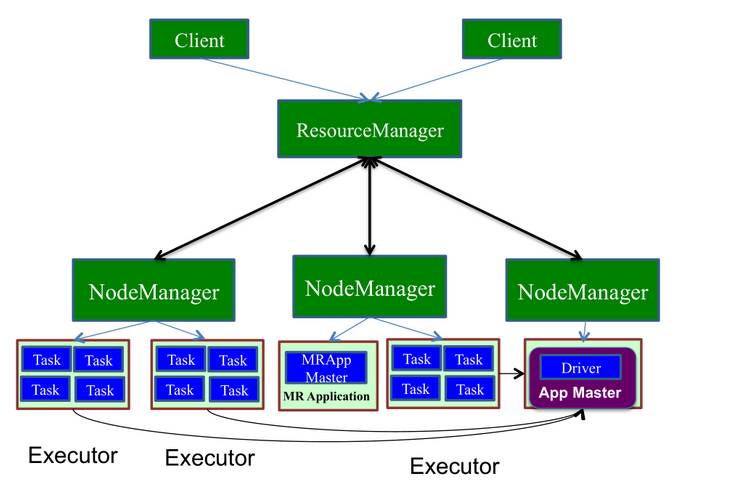 Client
Client
ResourceManager
NodeManager
NodeManager
NodeManager
Task Task
Task Task
Task Task
Task Task
MRApp
Master
MR Application
Task Task
Task Task
Driver
App Master
Executor
Executor
Executor